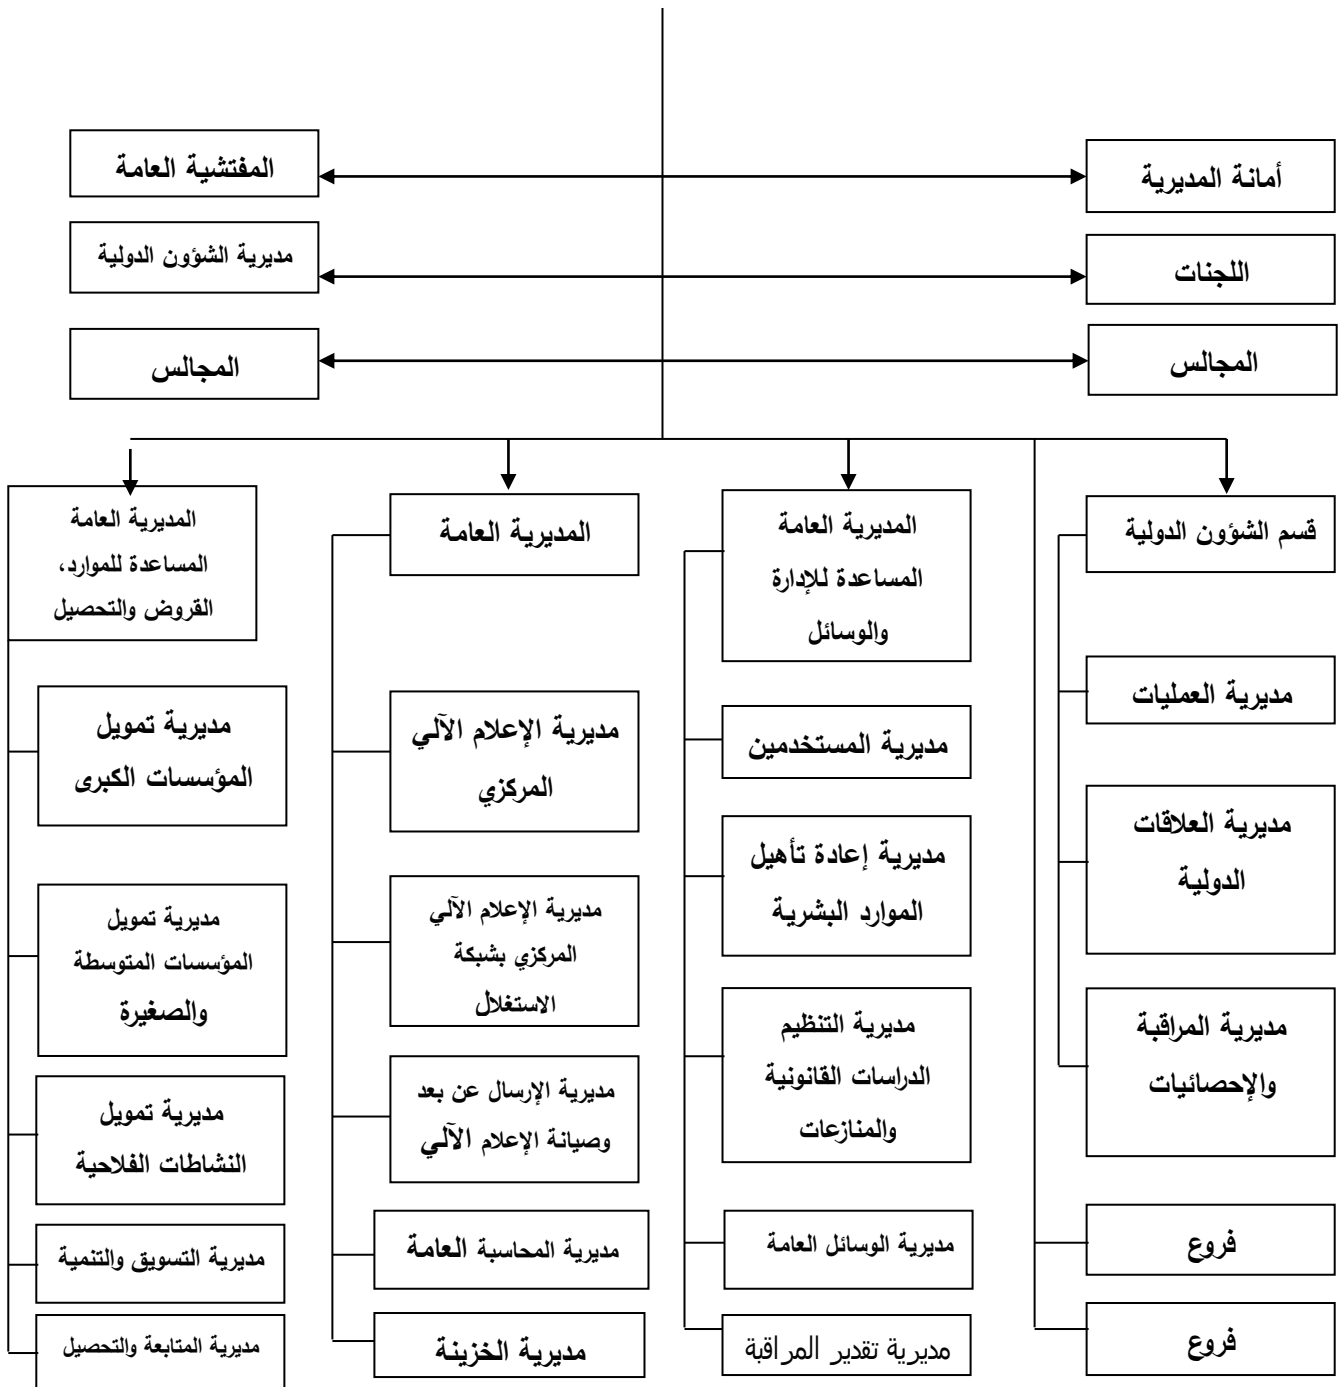 أمانة المديرية
المفتشية العامة
اللجنات
مديرية الشؤون الدولية
المجالس
المجالس
قسم الشؤون الدولية
مديرية العمليات
مديرية العلاقات
الدولية
مديرية المراقبة
والإحصائيات
فروع
فروع
المديرية العامة
المساعدة للإدارة
والوسائل
مديرية المستخدمين
مديرية إعادة تأهيل
الموارد البشرية
مديرية التنظيم
الدراسات القانونية
والمنازعات
مديرية الوسائل العامة
مديرية تقدير المراقبة
المديرية العامة
مديرية الإعلام الآلي
المركزي
مديرية الإعلام الآلي
المركزي بشبكة
الاستغلال
مديرية الإرسال عن بعد
وصيانة الإعلام الآلي
مديرية المحاسبة العامة
مديرية الخزينة
المديرية العامة
المساعدة للموارد،
القروض والتحصيل
مديرية تمويل
المؤسسات الكبرى
مديرية تمويل
المؤسسات المتوسطة
والصغيرة
مديرية تمويل
النشاطات الفلاحية
مديرية التسويق والتنمية
مديرية المتابعة والتحصيل